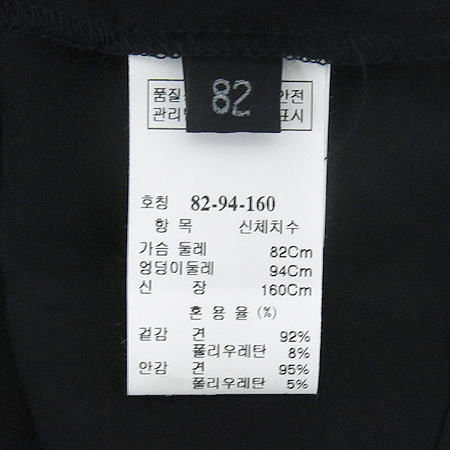 품질 안전
관리 표시
82
호칭 82-94-160
항 목 신체치수
가슴 둘레 82Cm
엉덩이둘레 94Cm
신 장 160Cm
혼 용 율 (%)
겉감 견 92%
폴리우레탄 8%
안감 견 95%
폴리우레탄 5%